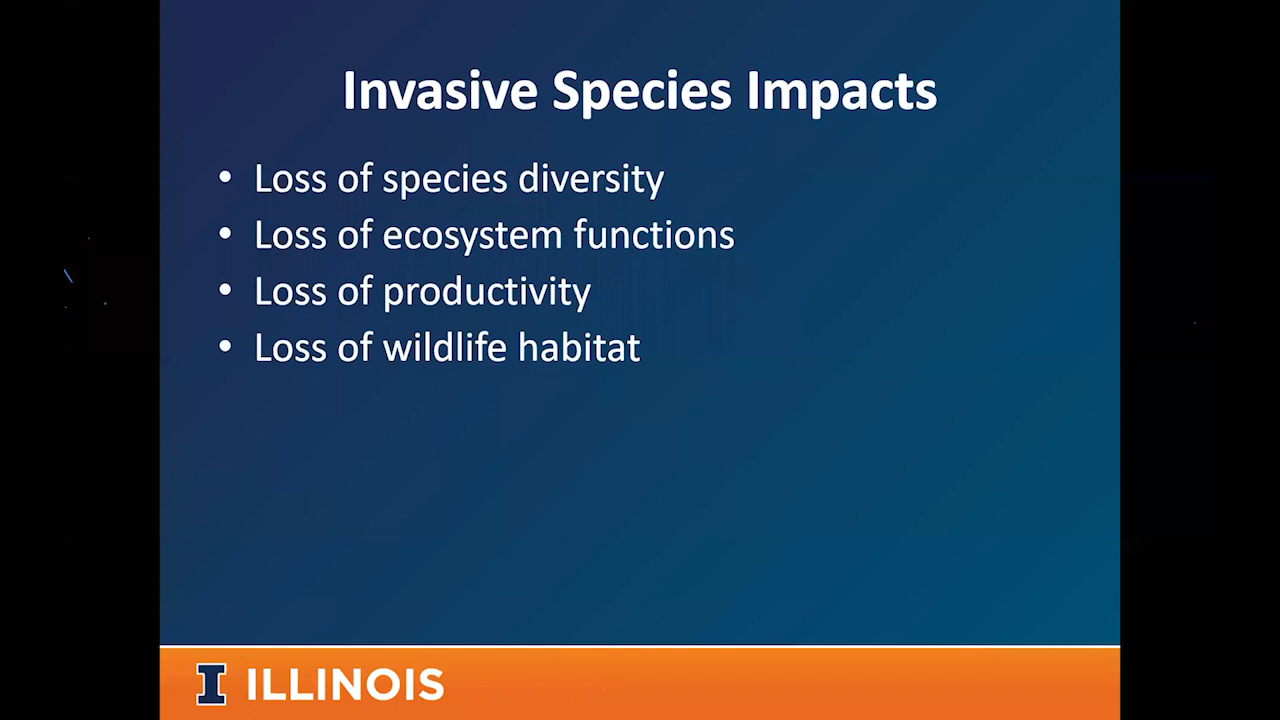 Invasive Species Impacts
• Loss of species diversity
• Loss of ecosystem functions
• Loss of productivity
• Loss of wildlife habitat
I ILLINOIS